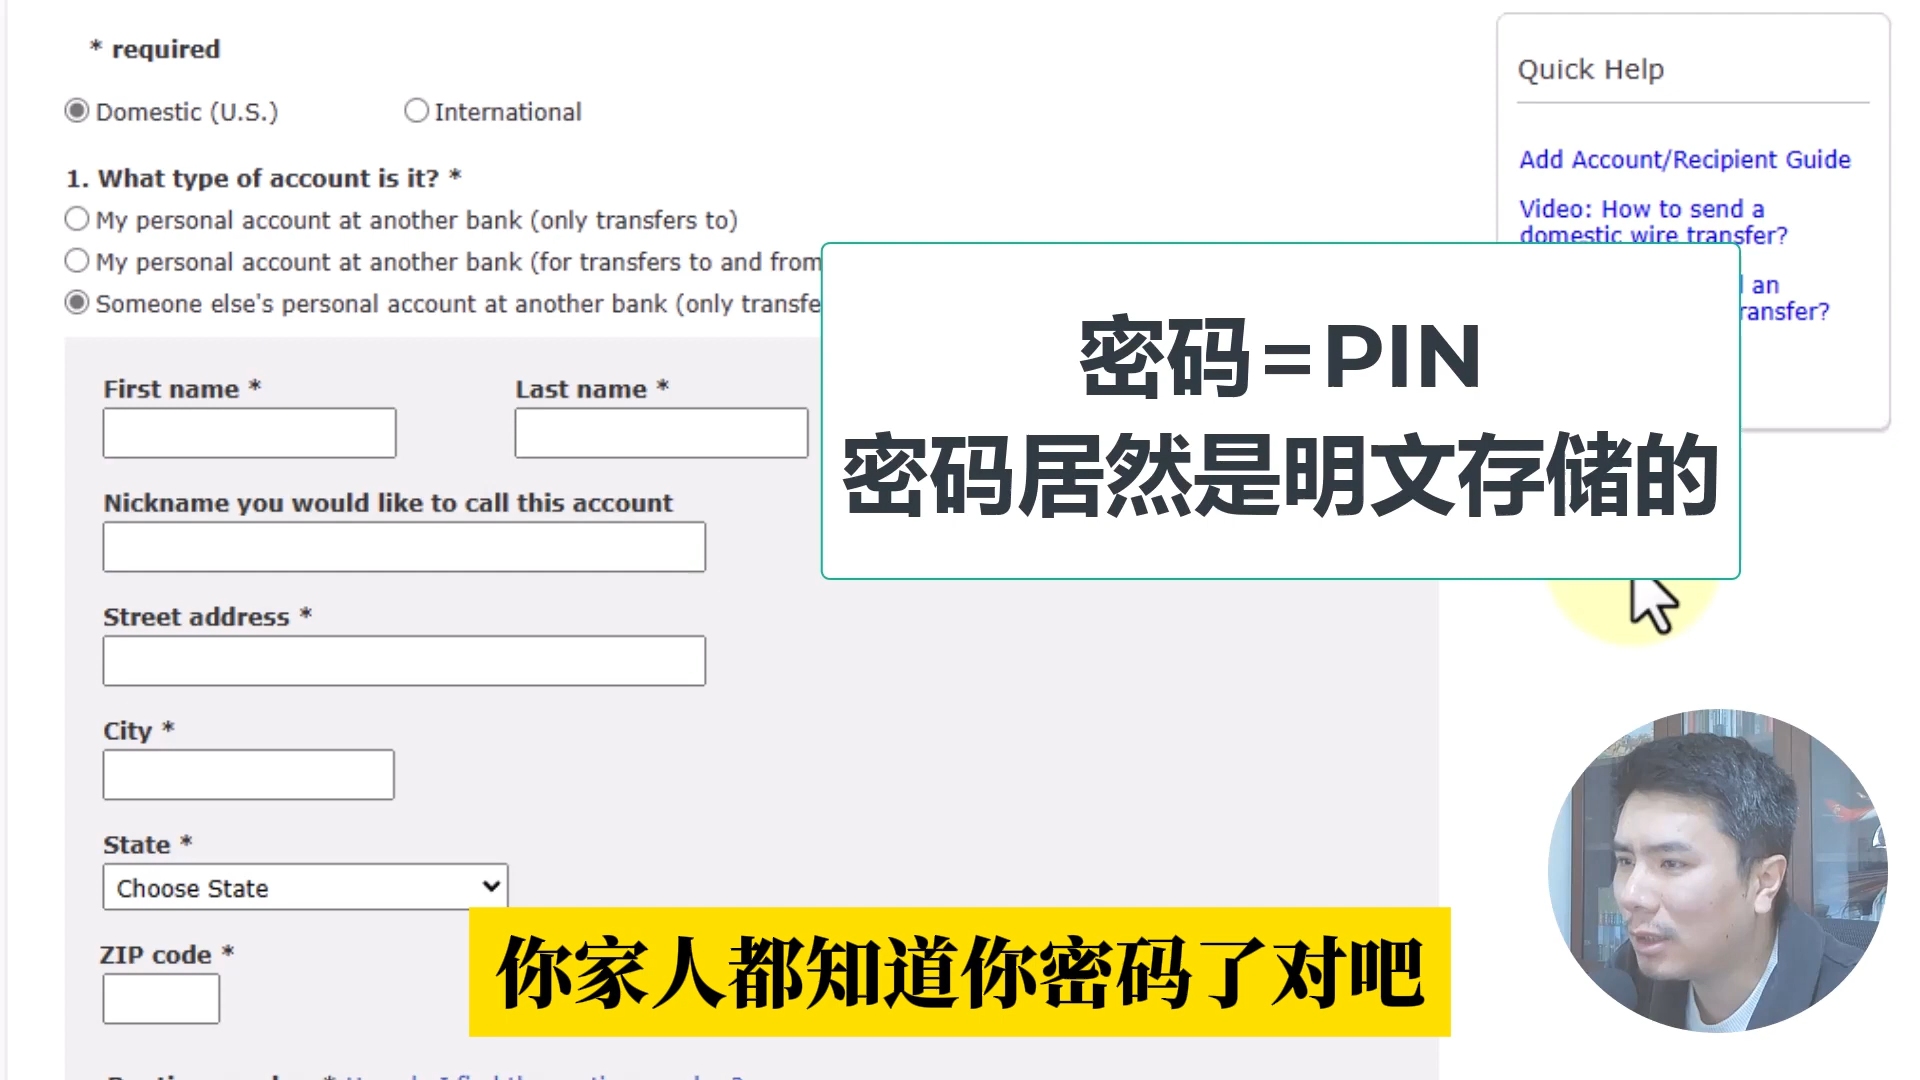 * required
Domestic (U.S.)
International
1. What type of account is it? *
My personal account at another bank (only transfers to)
My personal account at another bank (for transfers to and from
Someone else's personal account at another bank (only transfe
First name *
Last name *
Nickname you would like to call this account
Street address *
City *
State *
Choose State
ZIP code *
Quick Help
Add Account/Recipient Guide
Video: How to send a
domestic wire transfer?
an
ransfer?
密码=PIN
密码居然是明文存储的
你家人都知道你密码了对吧